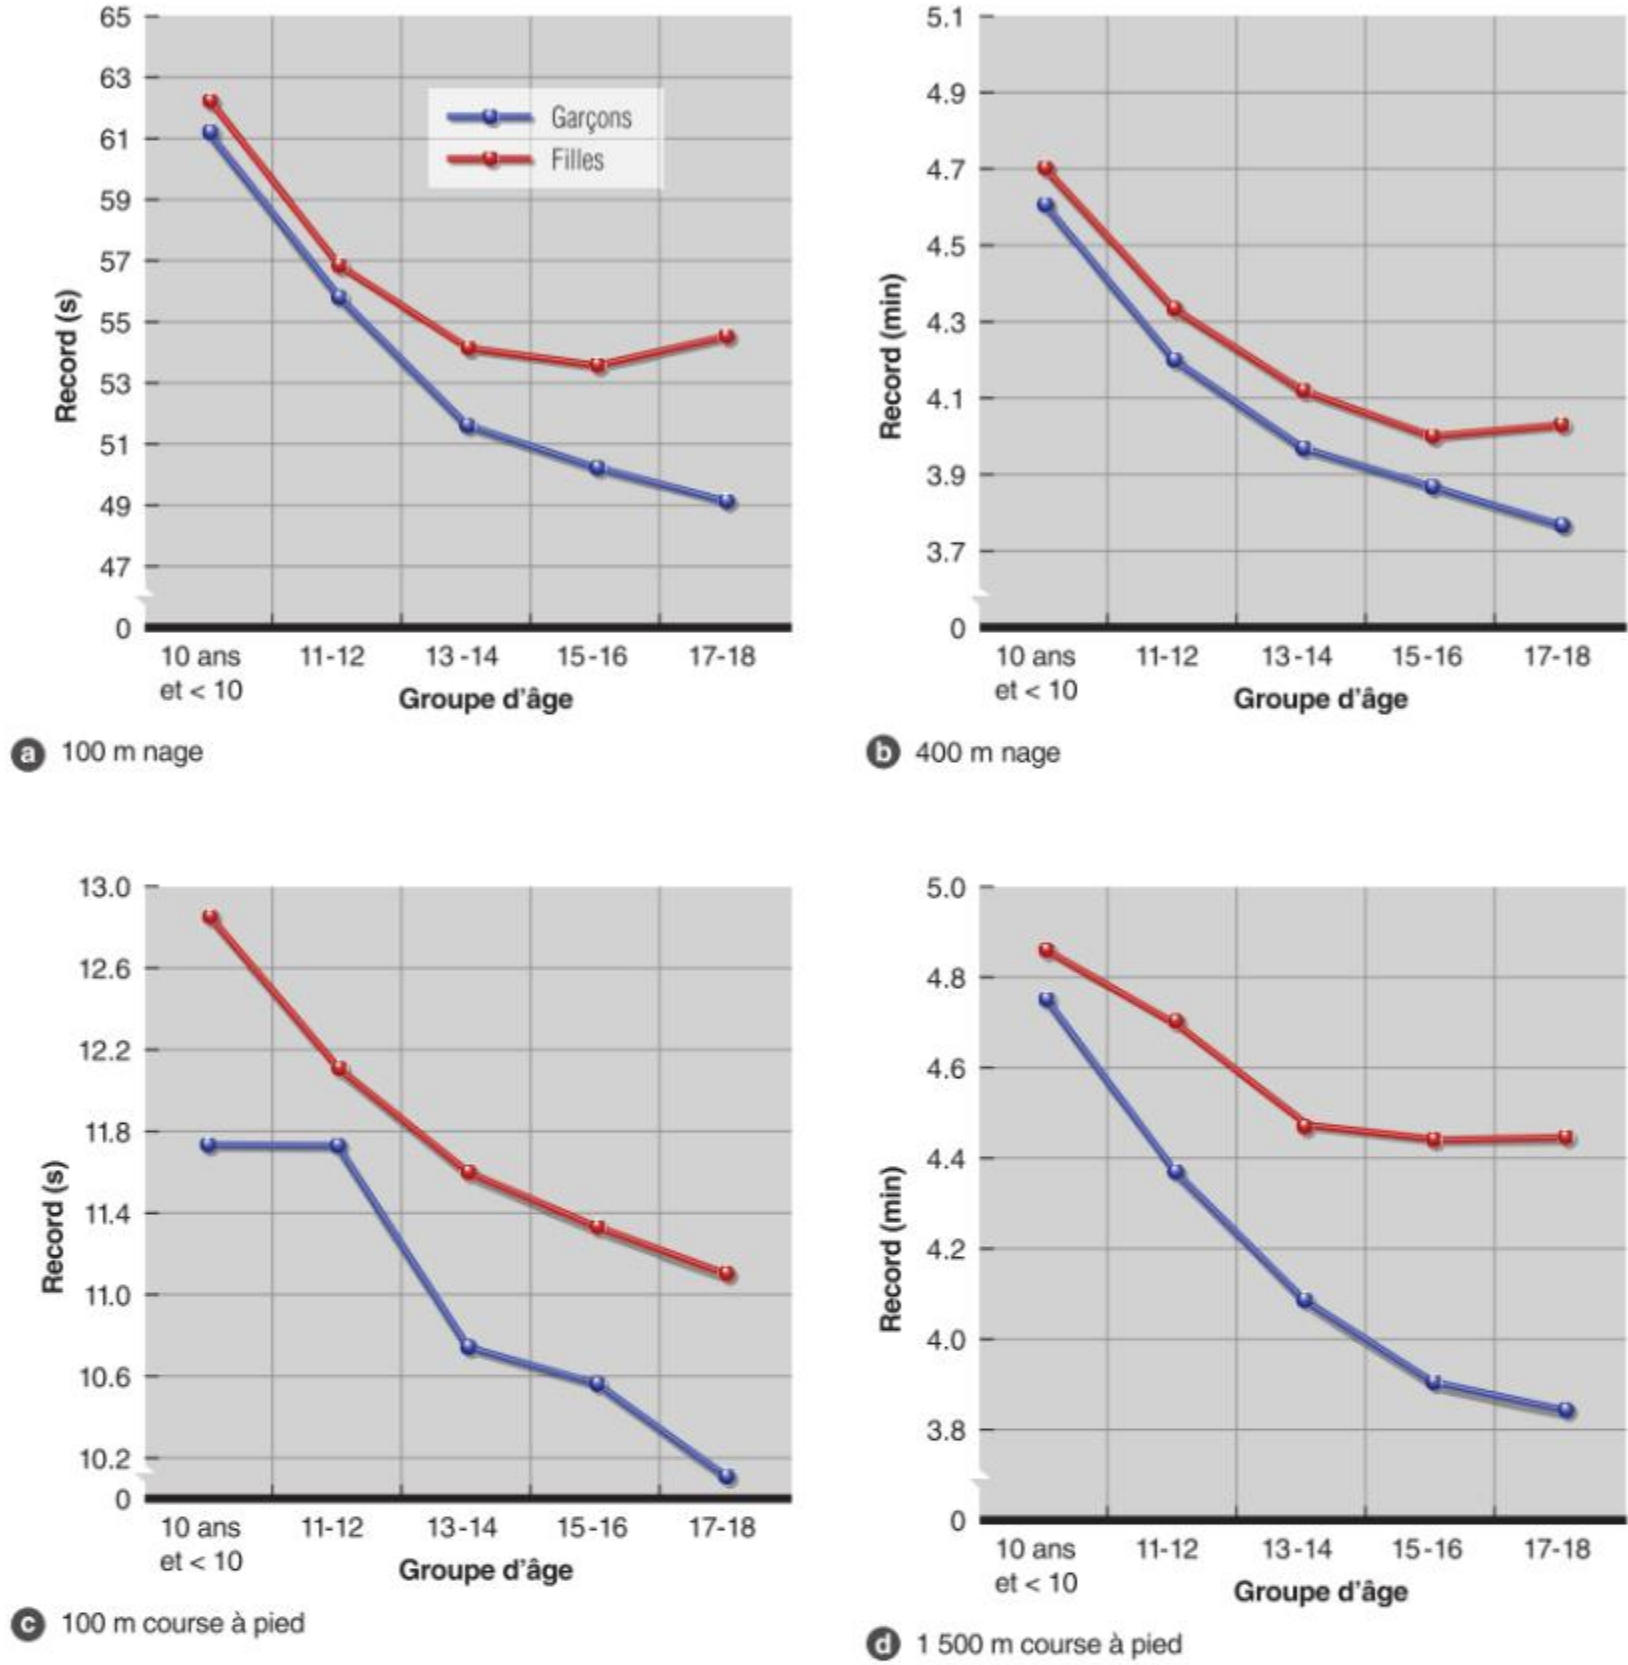 65
63
61
59
57
55
53
51
49
47
0
Record (s)
Garçons
Filles
10 ans
et < 10
11-12
13-14
15-16
17-18
Groupe d'âge
a 100 m nage
5.1
4.9
4.7
4.5
4.3
4.1
3.9
3.7
0
Record (min)
10 ans
et < 10
11-12
13-14
15-16
17-18
Groupe d'âge
b 400 m nage
13.0
12.6
12.2
11.8
11.4
11.0
10.6
10.2
0
Record (s)
10 ans
et < 10
11-12
13-14
15-16
17-18
Groupe d'âge
c 100 m course à pied
5.0
4.8
4.6
4.4
4.2
4.0
3.8
0
Record (min)
10 ans
et < 10
11-12
13-14
15-16
17-18
Groupe d'âge
d 1 500 m course à pied